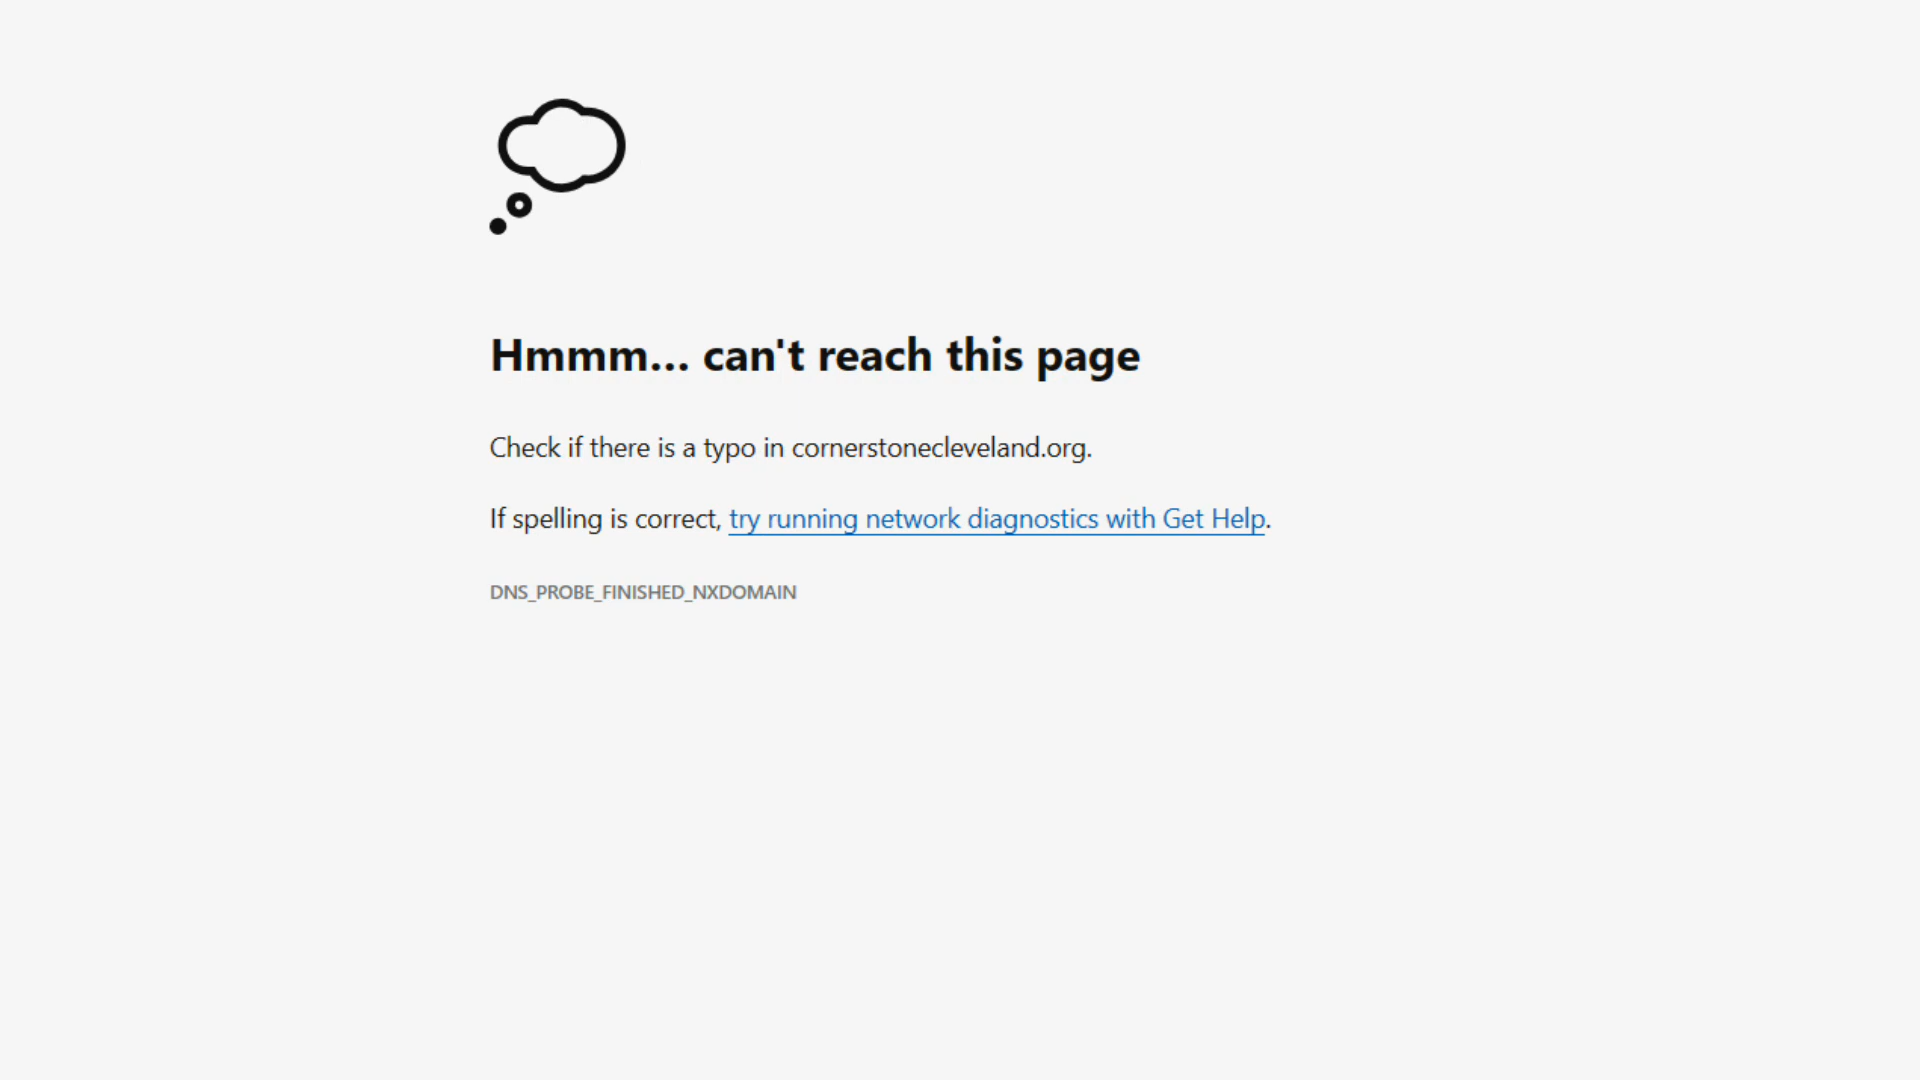 Hmmm... can't reach this page
Check if there is a typo in cornerstonecleveland.org.
If spelling is correct, try running network diagnostics with Get Help.
DNS_PROBE_FINISHED_NXDOMAIN